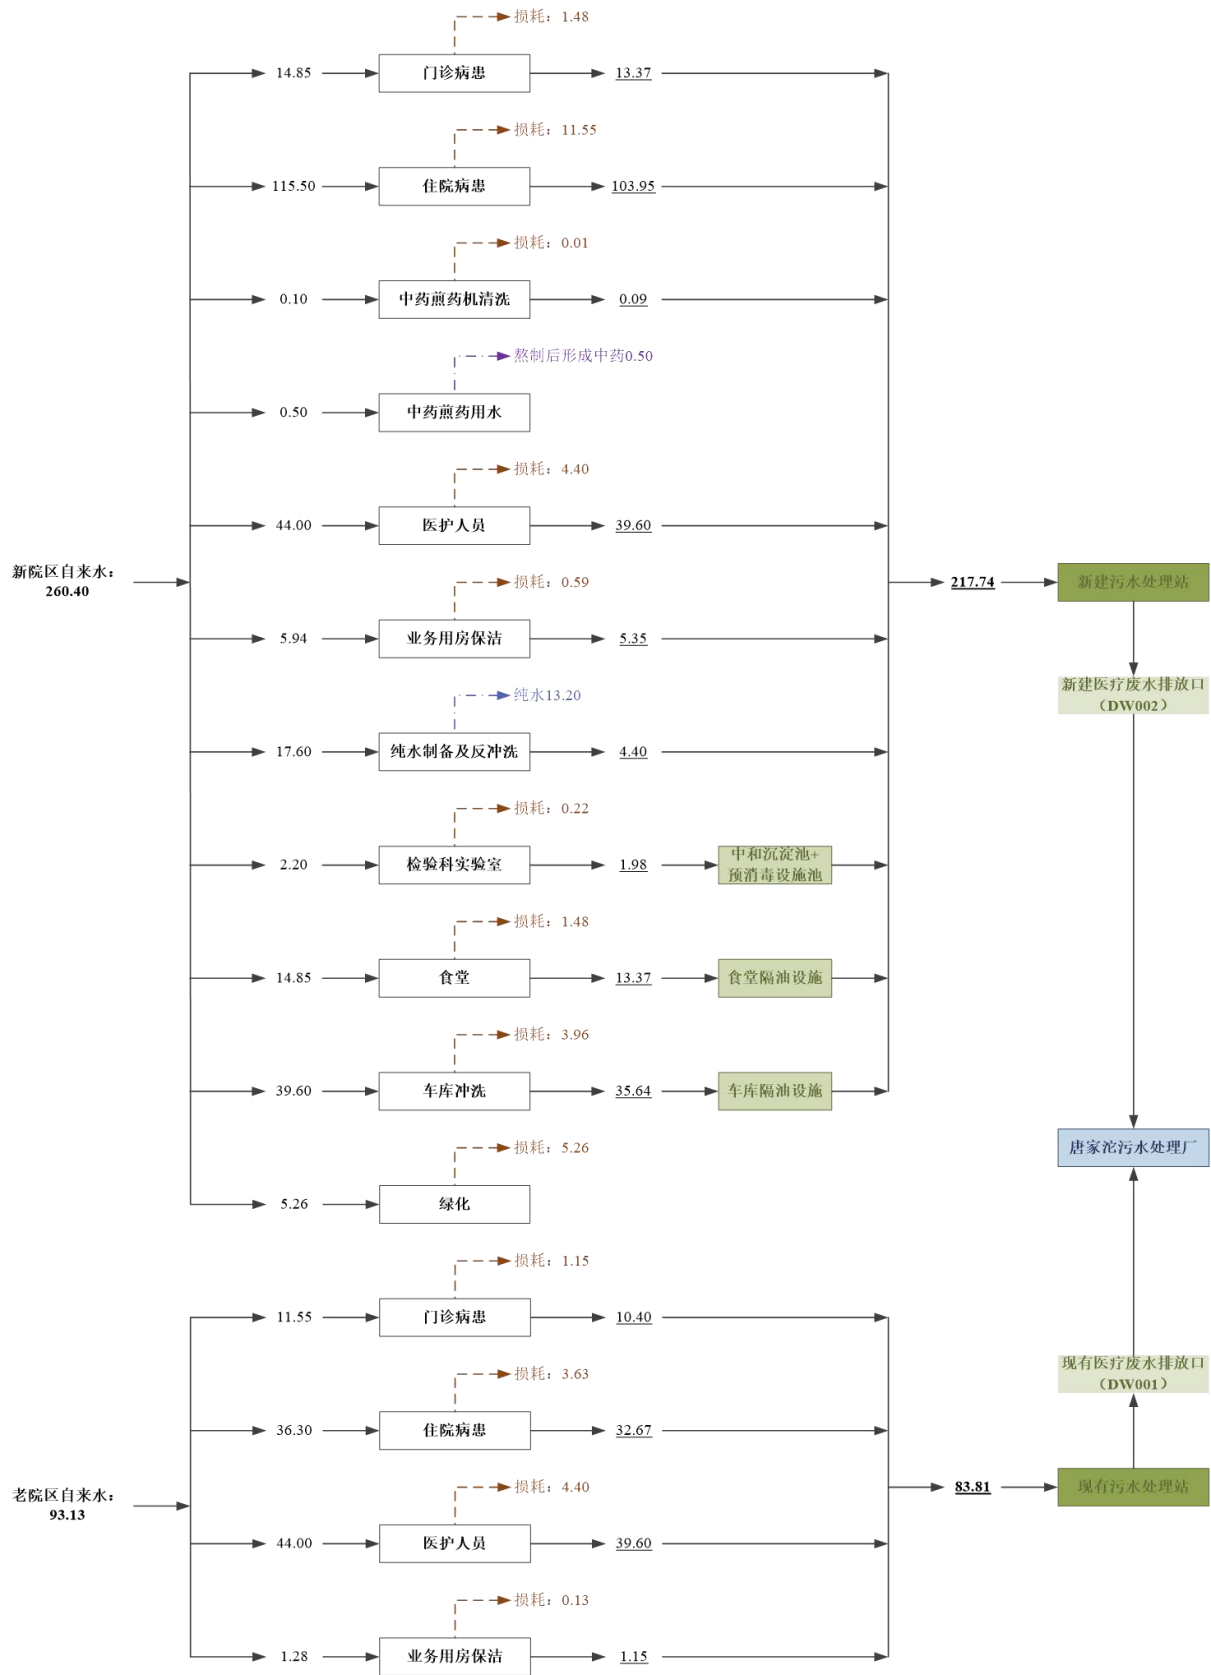 损耗：1.48
14.85
门诊病患
13.37
损耗：11.55
115.50
住院病患
103.95
损耗：0.01
0.10
中药煎药机清洗
0.09
熬制后形成中药0.50
0.50
中药煎药用水
损耗：4.40
44.00
医护人员
39.60
新院区自来水：
260.40
损耗：0.59
5.94
业务用房保洁
5.35
217.74
新建污水处理站
新建医疗废水排放口
（DW002）
纯水13.20
17.60
纯水制备及反冲洗
4.40
损耗：0.22
2.20
检验科实验室
1.98
中和沉淀池+
预消毒设施池
损耗：1.48
14.85
食堂
13.37
食堂隔油设施
损耗：3.96
39.60
车库冲洗
35.64
车库隔油设施
唐家沱污水处理厂
损耗：5.26
5.26
绿化
损耗：1.15
11.55
门诊病患
10.40
现有医疗废水排放口
（DW001）
损耗：3.63
36.30
住院病患
32.67
老院区自来水：
93.13
损耗：4.40
44.00
医护人员
39.60
83.81
现有污水处理站
损耗：0.13
1.28
业务用房保洁
1.15